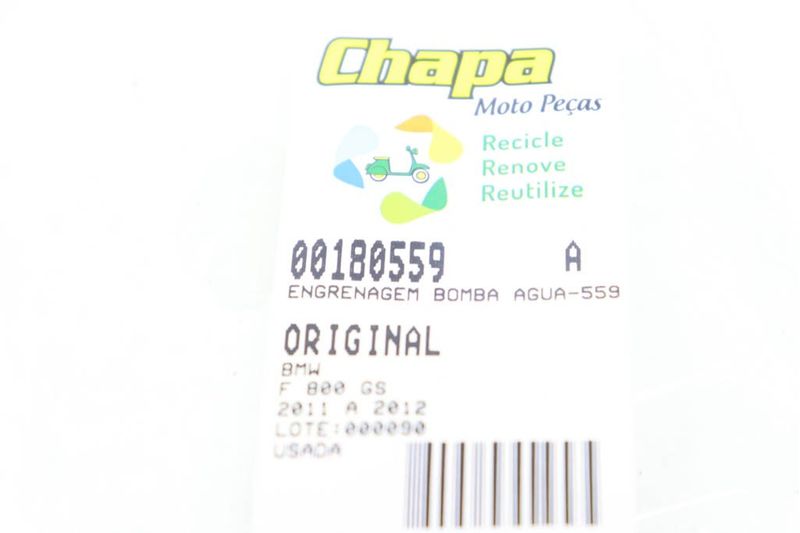 Chapa
Moto Peças
Recicle
Renove
Reutilize
00180559 A
ENGRENAGEM BOMBA AGUA-559
ORIGINAL
BMW
F 800 GS
2011 A 2012
LOTE:000090
USADA